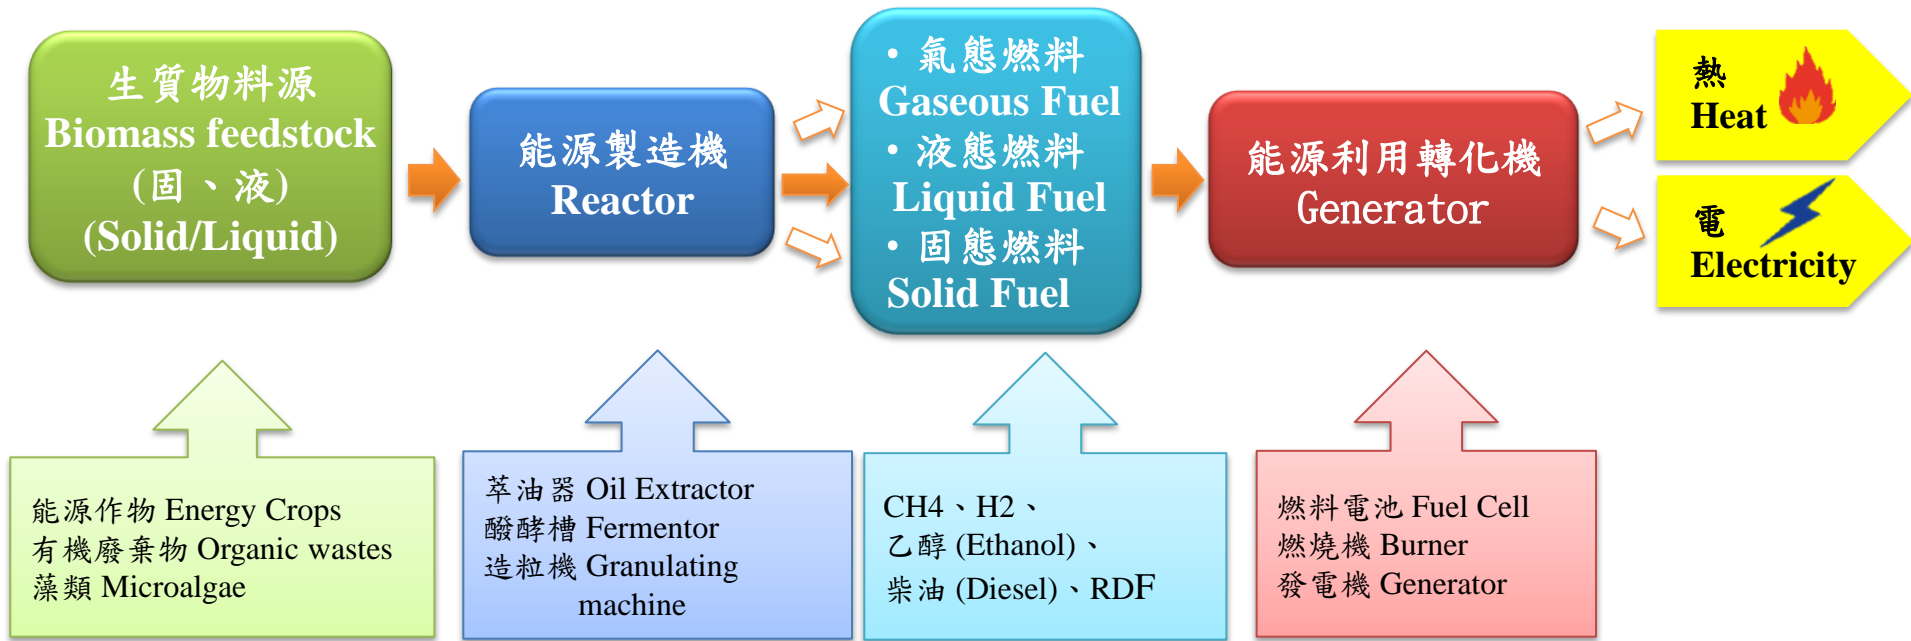 生質物料源
Biomass feedstock
(固、液)
(Solid/Liquid)
能源製造機
Reactor
• 氣態燃料
Gaseous Fuel
• 液態燃料
Liquid Fuel
• 固態燃料
Solid Fuel
能源利用轉化機
Generator
熱
Heat
電
Electricity
能源作物 Energy Crops
有機廢棄物 Organic wastes
藻類 Microalgae
萃油器 Oil Extractor
醱酵槽 Fermentor
造粒機 Granulating
machine
CH4、H2、
乙醇 (Ethanol)、
柴油 (Diesel)、RDF
燃料電池 Fuel Cell
燃燒機 Burner
發電機 Generator